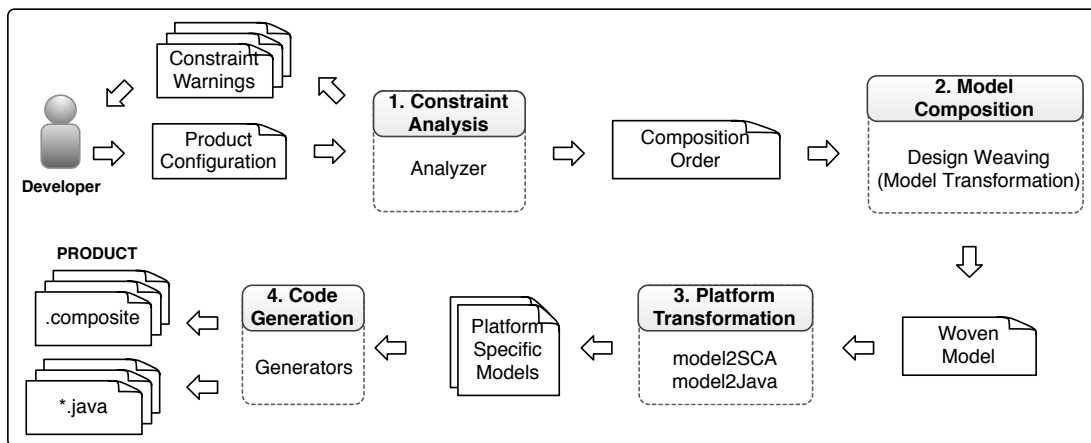 Constraint
Warnings
1. Constraint
Analysis
2. Model
Composition
Product
Configuration
Analyzer
Composition
Order
Design Weaving
(Model Transformation)
Developer
PRODUCT
.composite
*.java
4. Code
Generation
Generators
Platform
Specific
Models
3. Platform
Transformation
model2SCA
model2Java
Woven
Model